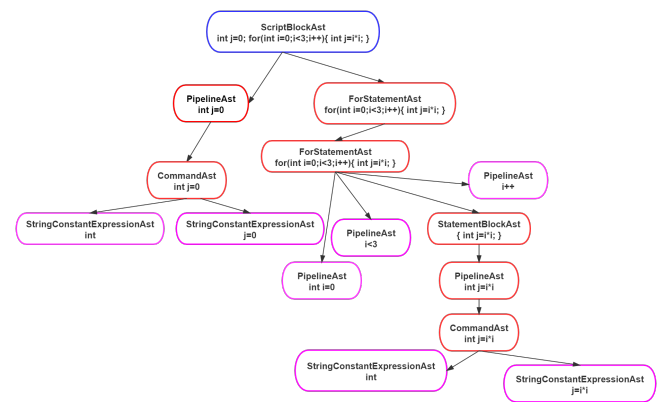 ScriptBlockAst
int j=0; for(int i=0;i<3;i++){ int j=i*i; }
PipelineAst
int j=0
ForStatementAst
for(int i=0;i<3;i++){ int j=i*i; }
ForStatementAst
for(int i=0;i<3;i++){ int j=i*i; }
CommandAst
int j=0
PipelineAst
i++
StringConstantExpressionAst
int
StringConstantExpressionAst
j=0
PipelineAst
i<3
StatementBlockAst
{ int j=i*i; }
PipelineAst
int i=0
PipelineAst
int j=i*i
CommandAst
int j=i*i
StringConstantExpressionAst
int
StringConstantExpressionAst
j=i*i